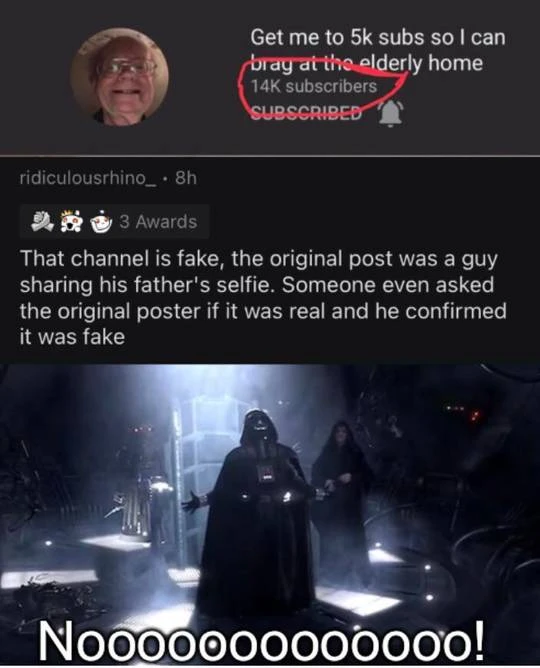 Get me to 5k subs so I can
brag at the elderly home
14K subscribers
SUBSCRIBED
ridiculousrhino_ • 8h
3 Awards
That channel is fake, the original post was a guy
sharing his father's selfie. Someone even asked
the original poster if it was real and he confirmed
it was fake
Noooooooooooooo!